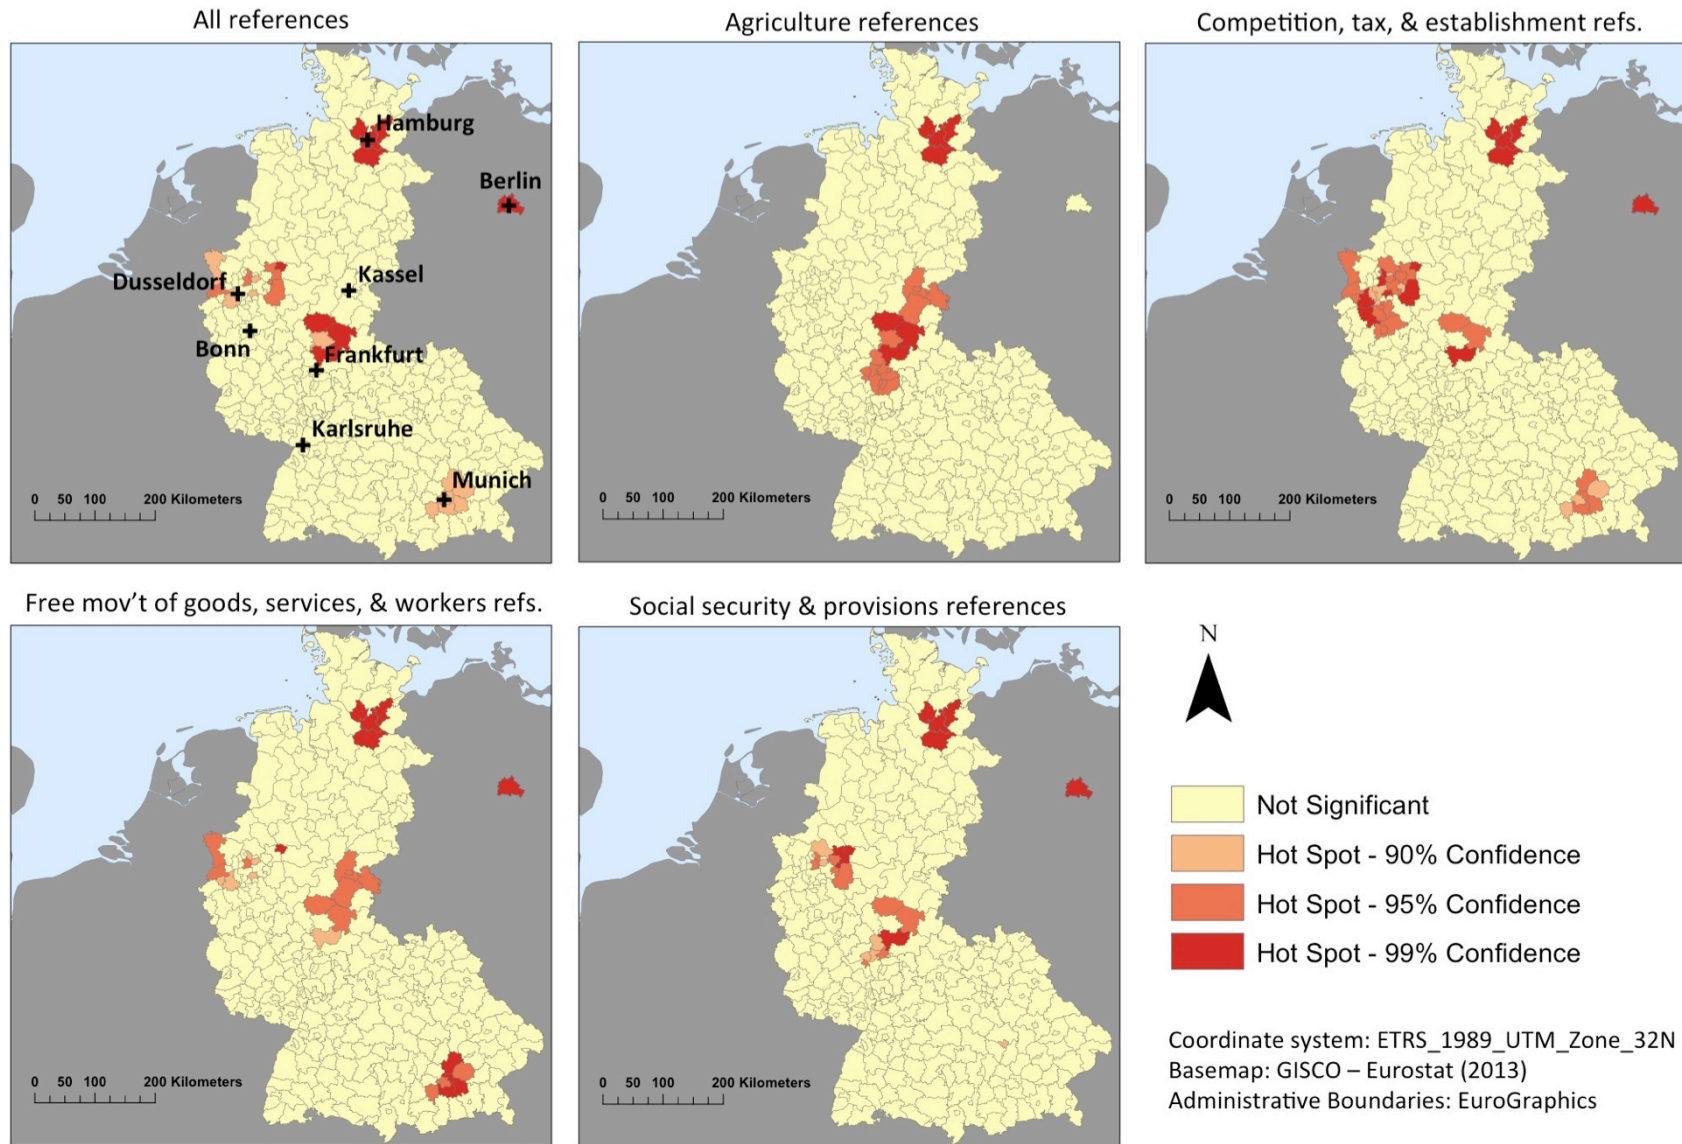 All references
Hamburg
Berlin
Dusseldorf
Kassel
Bonn
Frankfurt
Karlsruhe
Munich
0 50 100 200 Kilometers
Agriculture references
0 50 100 200 Kilometers
Competition, tax, & establishment refs.
0 50 100 200 Kilometers
Free mov’t of goods, services, & workers refs.
0 50 100 200 Kilometers
Social security & provisions references
0 50 100 200 Kilometers
N
Not Significant
Hot Spot - 90% Confidence
Hot Spot - 95% Confidence
Hot Spot - 99% Confidence
Coordinate system: ETRS_1989_UTM_Zone_32N
Basemap: GISCO – Eurostat (2013)
Administrative Boundaries: EuroGraphics